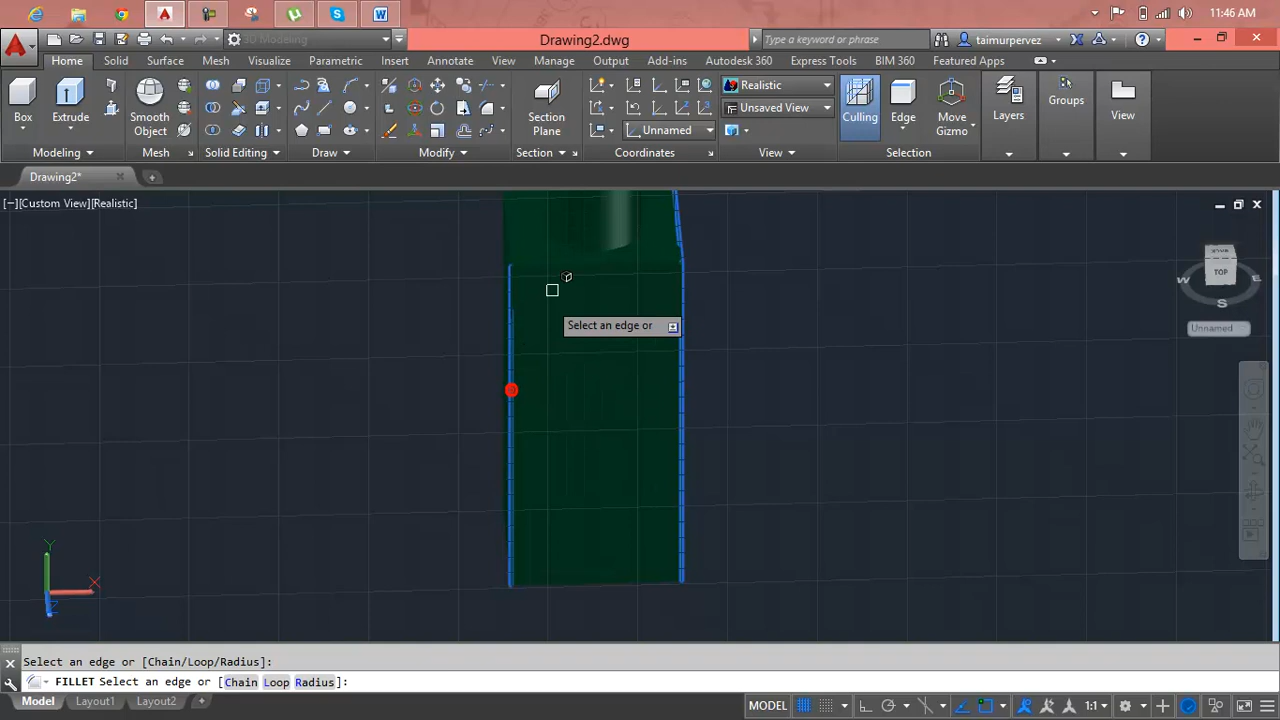 11:46 AM
3D Modeling
Drawing2.dwg
Type a keyword or phrase
taimurpervez
Home Solid Surface Mesh Visualize Parametric Insert Annotate View Manage Output Add-ins Autodesk 360 Express Tools BIM 360 Featured Apps
Box
Extrude
Smooth Object
Section Plane
Realistic
Unsaved View
Unnamed
Culling
Edge
Move Gizmo
Layers
Groups
View
Modeling Mesh Solid Editing Draw Modify Section Coordinates View Selection
Drawing2*
[−][Custom View][Realistic]
TOP
W
E
S
Unnamed
Select an edge or
Y
X
Z
Select an edge or [Chain/Loop/Radius]:
FILLET Select an edge or [Chain Loop Radius]:
Model Layout1 Layout2
MODEL
1:1